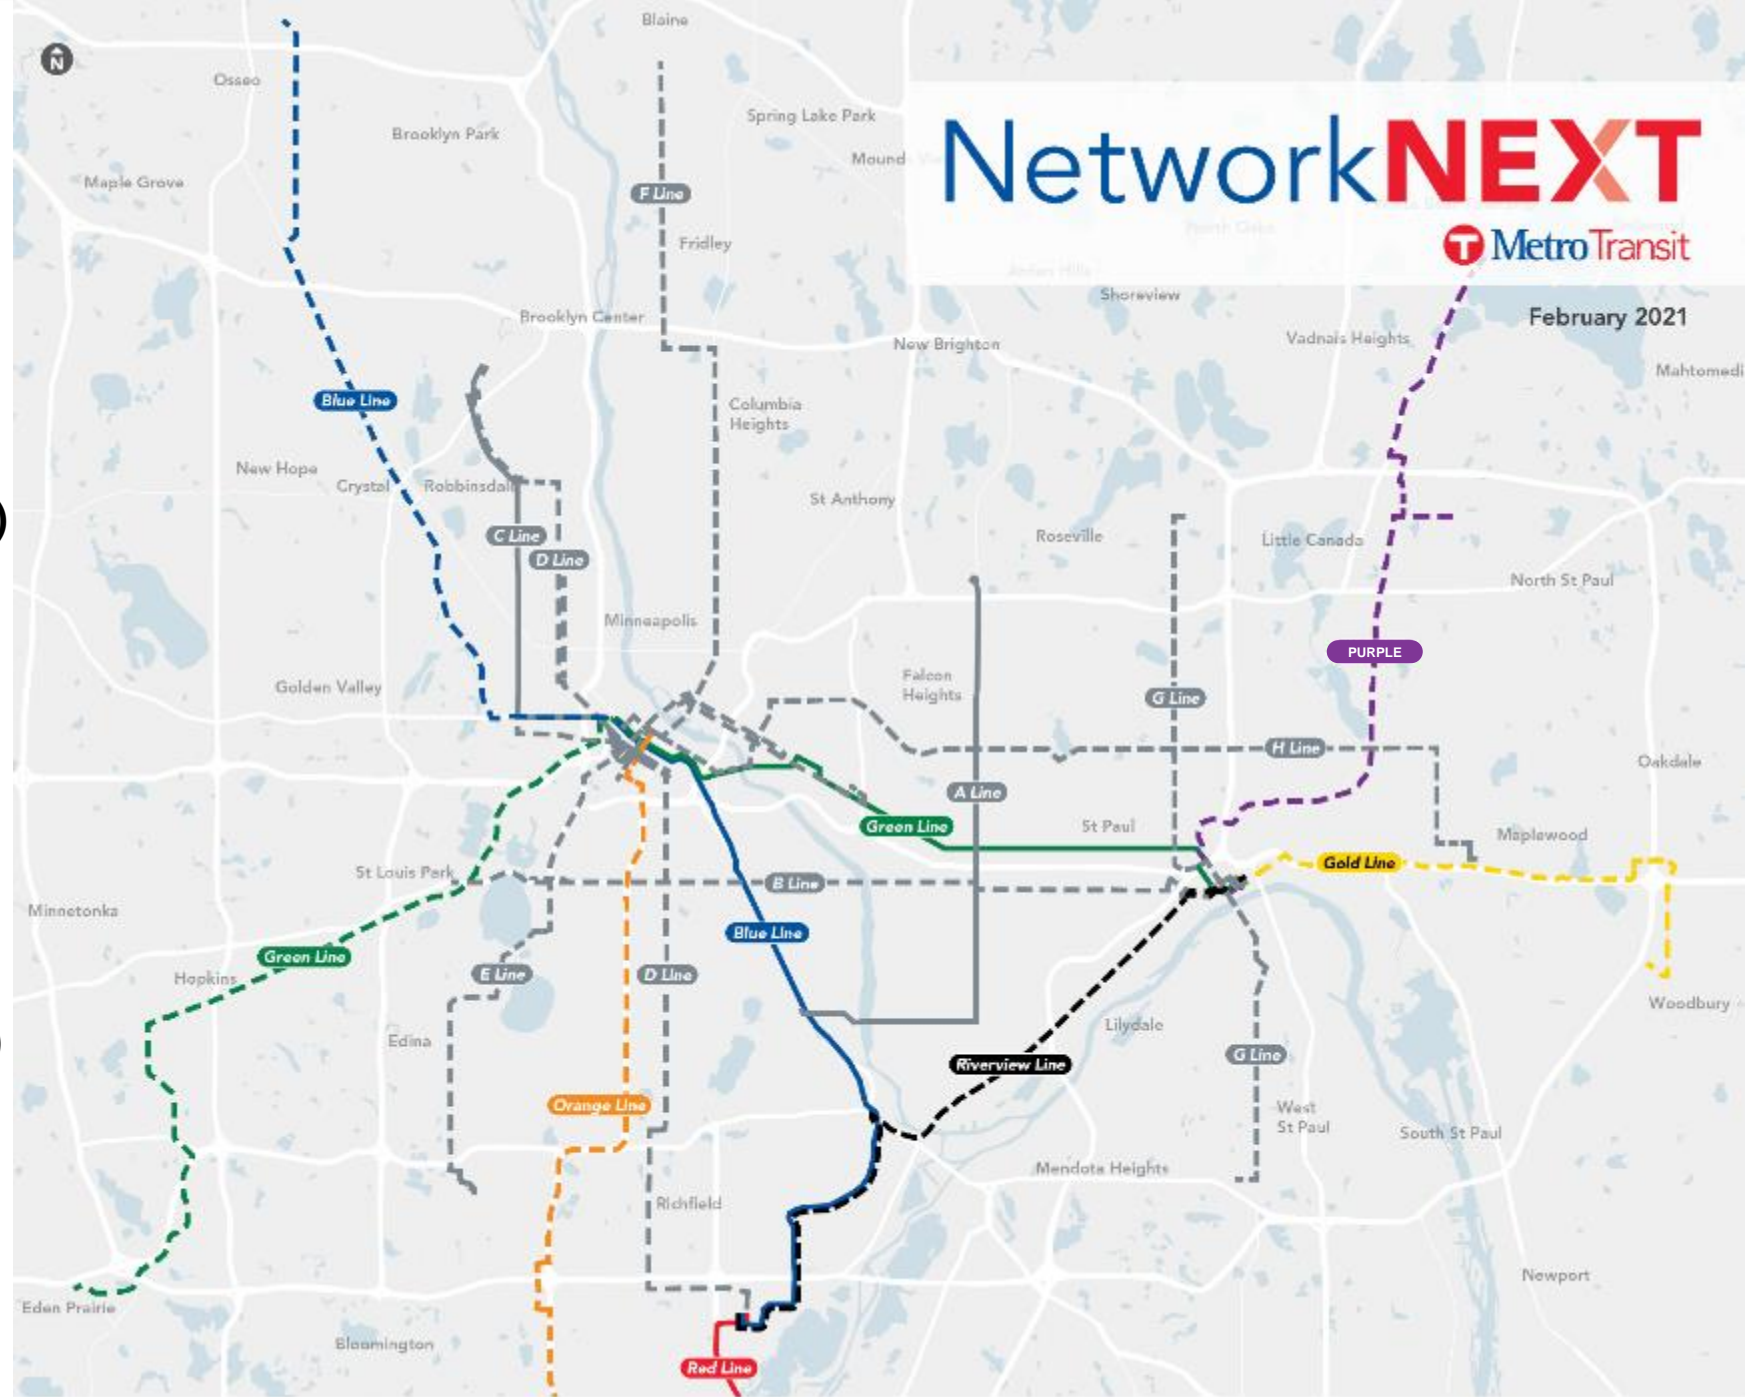 N
Blaine
Osseo
Spring Lake Park
Brooklyn Park
Mound
NetworkNEXT
Maple Grove
F Line
Fridley
T MetroTransit
Shoreview
Brooklyn Center
February 2021
New Brighton
Vadnais Heights
Mahtomedi
Blue Line
Columbia
Heights
New Hope
Crystal
Robbinsdale
St Anthony
C Line
Roseville
Little Canada
D Line
North St Paul
Minneapolis
PURPLE
Golden Valley
Falcon
Heights
G Line
H Line
Oakdale
A Line
Green Line
St Paul
Maplewood
Gold Line
St Louis Park
B Line
Minnetonka
Blue Line
Green Line
Hopkins
E Line
D Line
Woodbury
Edina
Lilydale
G Line
Riverview Line
Orange Line
West
St Paul
South St Paul
Mendota Heights
Richfield
Newport
Eden Prairie
Bloomington
Red Line